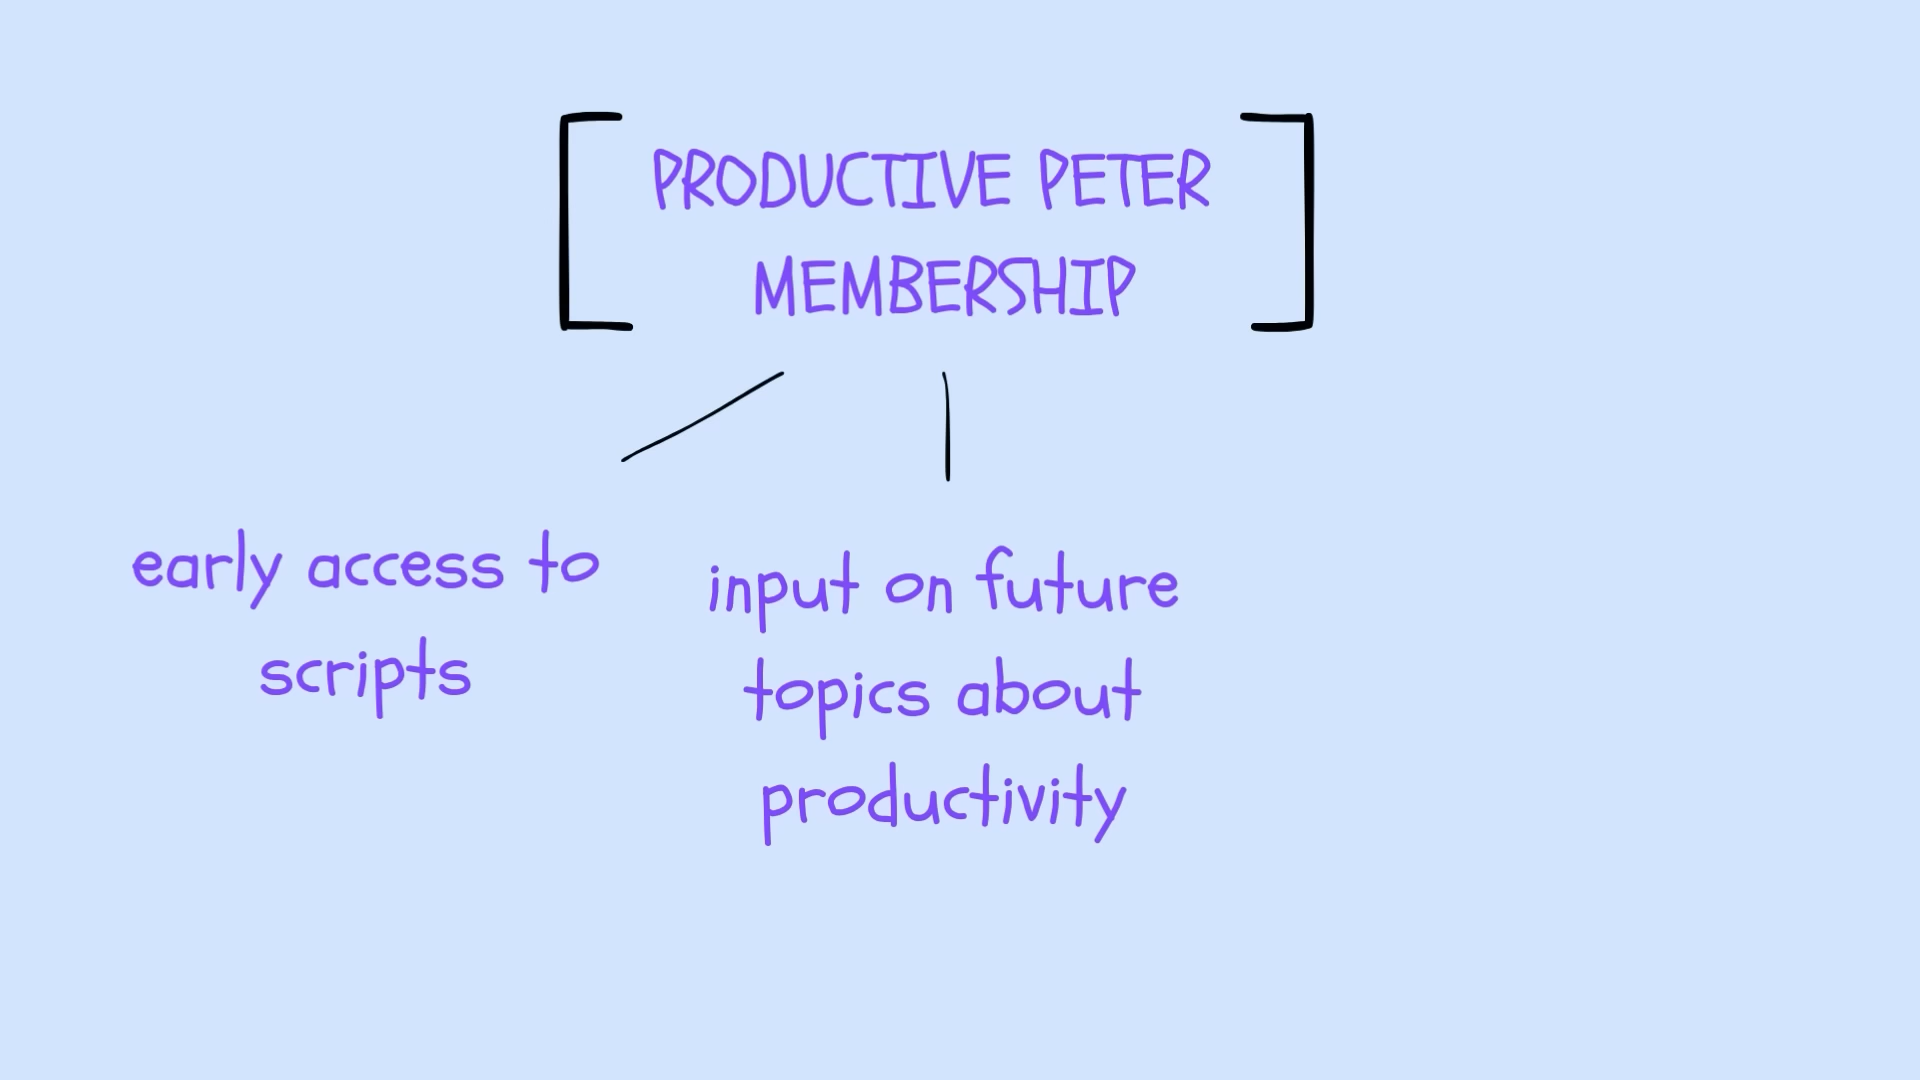 PRODUCTIVE PETER
MEMBERSHIP
early access to
scripts
input on future
topics about
productivity